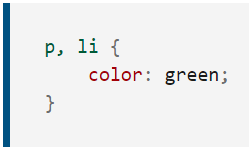 p, li {
    color: green;
}